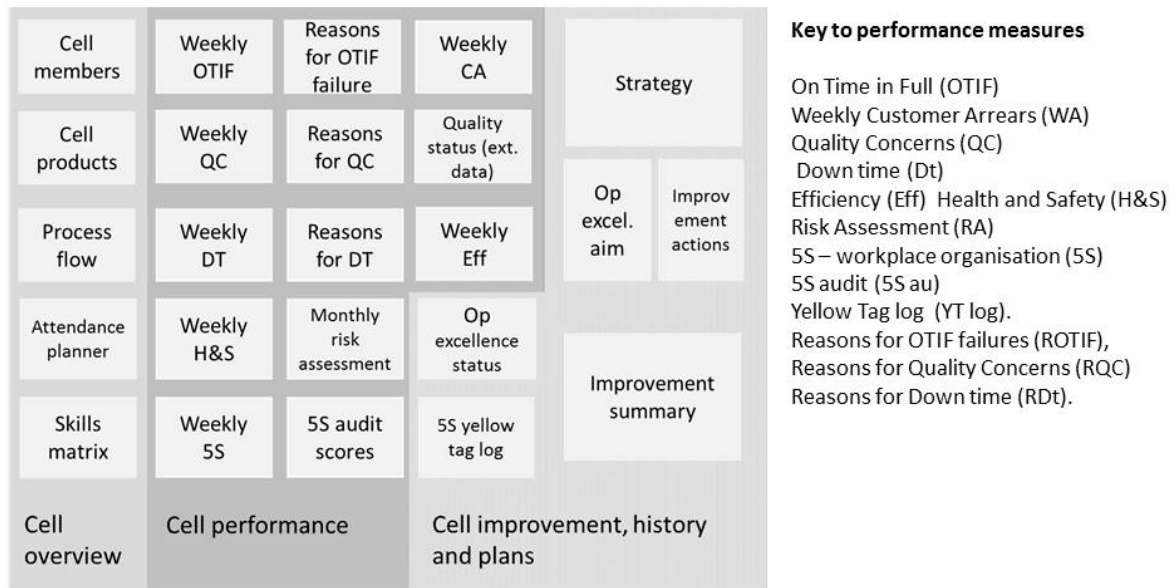 Cell
members
Weekly
OTIF
Reasons
for OTIF
failure
Weekly
CA
Strategy
Cell
products
Weekly
QC
Reasons
for QC
Quality
status (ext.
data)
Op
excel.
aim
Improv
ement
actions
Process
flow
Weekly
DT
Reasons
for DT
Weekly
Eff
Attendance
planner
Weekly
H&S
Monthly
risk
assessment
Op
excellence
status
Improvement
summary
Skills
matrix
Weekly
5S
5S audit
scores
5S yellow
tag log
Cell
overview
Cell performance
Cell improvement, history
and plans
Key to performance measures
On Time in Full (OTIF)
Weekly Customer Arrears (WA)
Quality Concerns (QC)
Down time (Dt)
Efficiency (Eff)  Health and Safety (H&S)
Risk Assessment (RA)
5S – workplace organisation (5S)
5S audit (5S au)
Yellow Tag log  (YT log).
Reasons for OTIF failures (ROTIF),
Reasons for Quality Concerns (RQC)
Reasons for Down time (RDt).